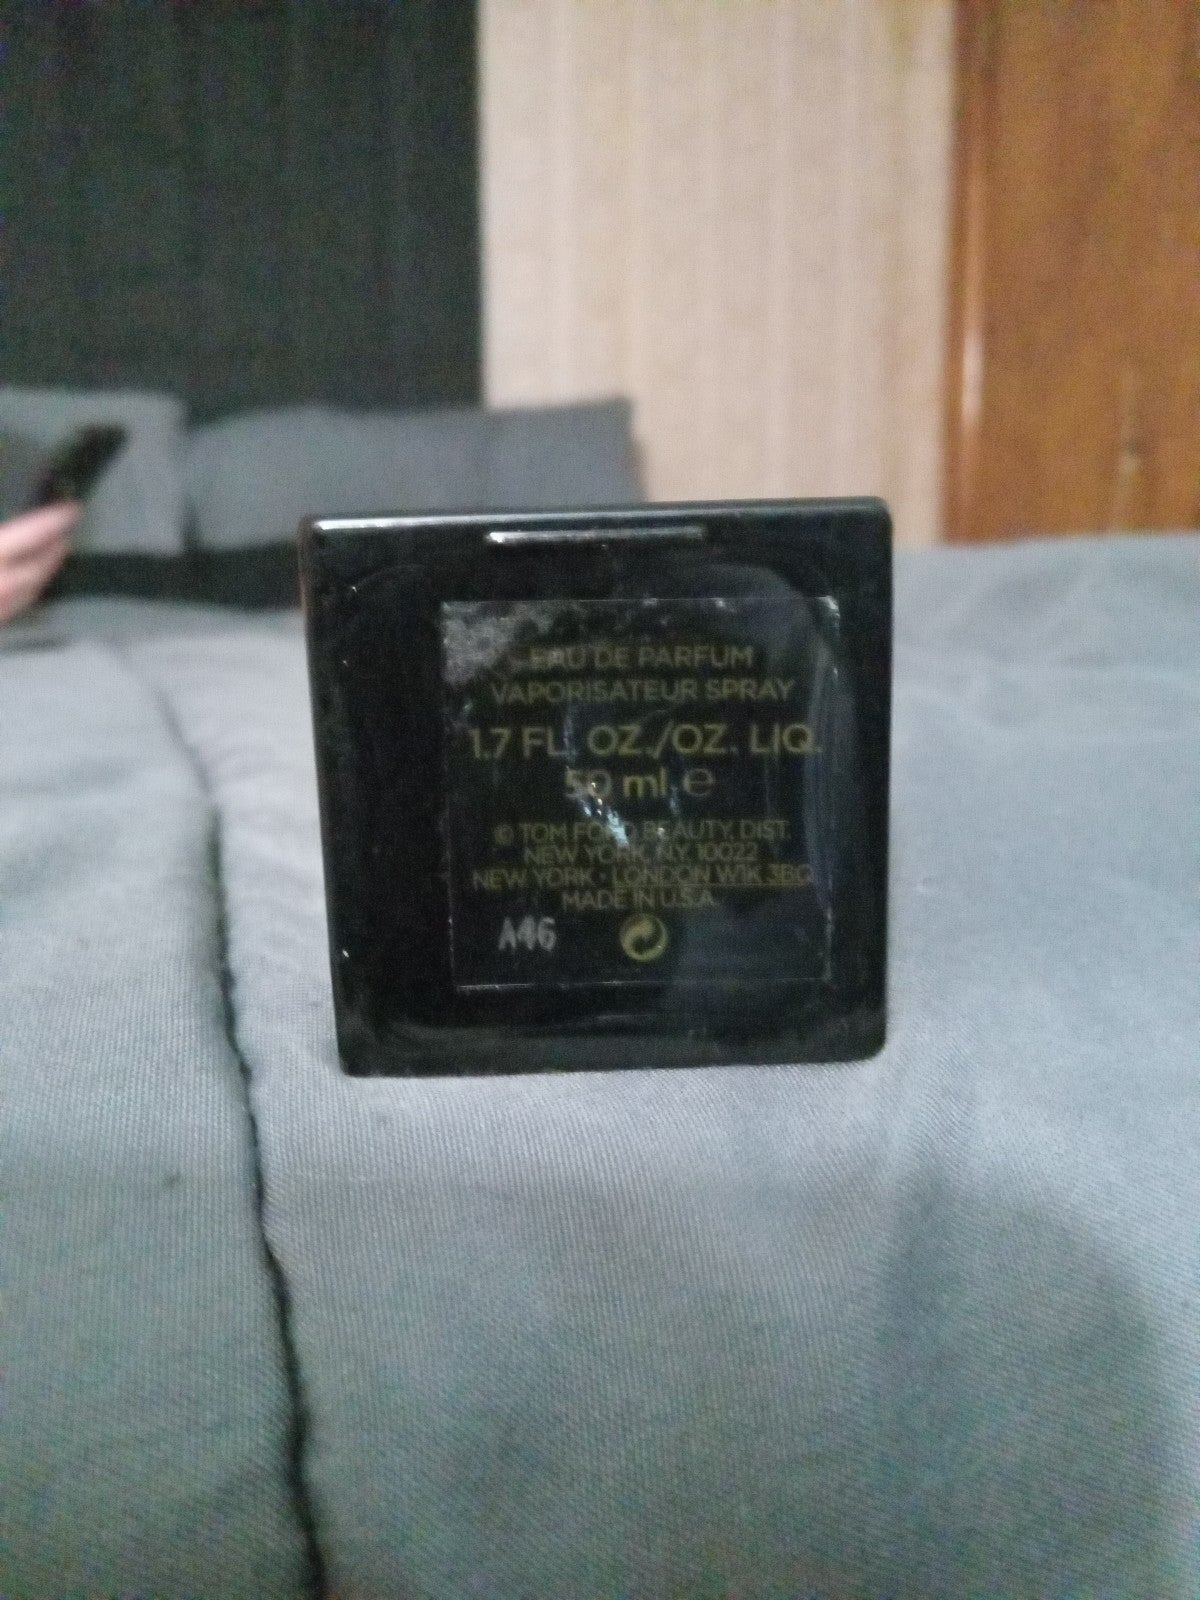 EAU DE PARFUM
VAPORISATEUR SPRAY
1.7 FL. OZ./OZ. LIQ.
50 ml ℮
© TOM FORD BEAUTY, DIST.
NEW YORK, N.Y. 10022
NEW YORK · LONDON W1K 3BQ
MADE IN U.S.A.
A46